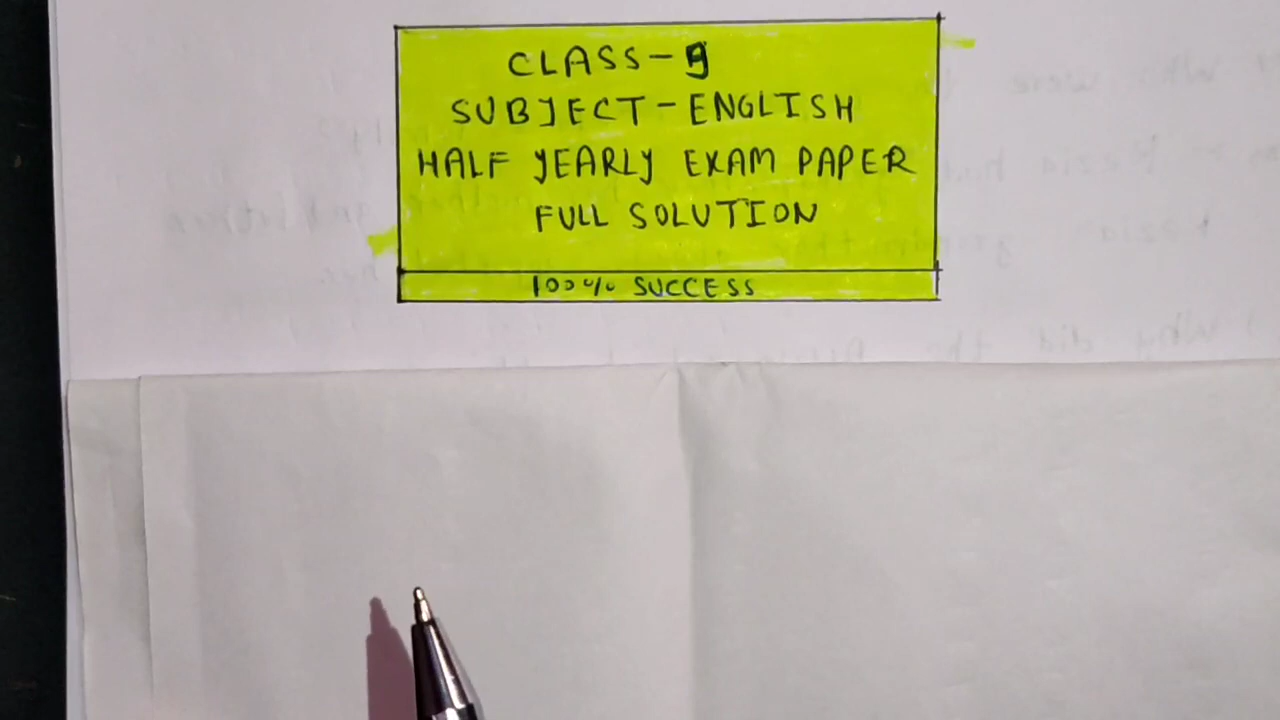 CLASS-9
SUBJECT-ENGLISH
HALF YEARLY EXAM PAPER
FULL SOLUTION
100% SUCCESS